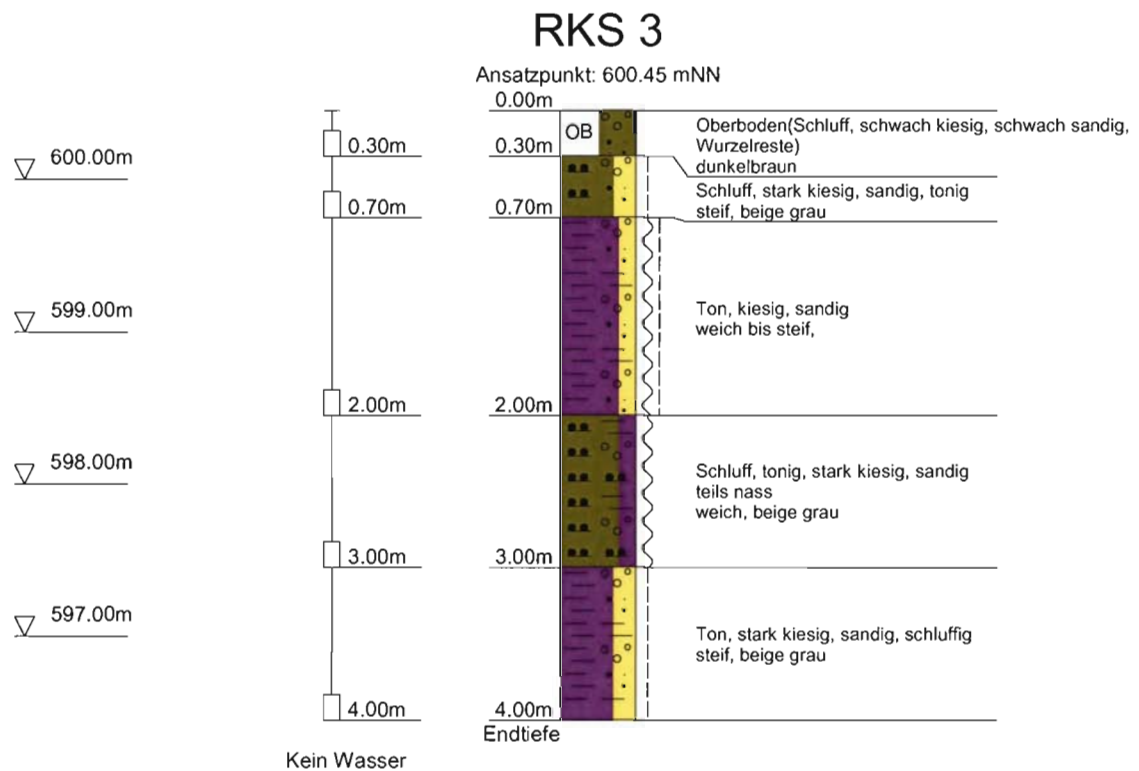 RKS 3
Ansatzpunkt: 600.45 mNN
0.00m
OB
Oberboden(Schluff, schwach kiesig, schwach sandig,
Wurzelreste)
dunkelbraun
0.30m
0.30m
600.00m
Schluff, stark kiesig, sandig, tonig
steif, beige grau
0.70m
0.70m
599.00m
Ton, kiesig, sandig
weich bis steif,
2.00m
2.00m
598.00m
Schluff, tonig, stark kiesig, sandig
teils nass
weich, beige grau
3.00m
3.00m
597.00m
Ton, stark kiesig, sandig, schluffig
steif, beige grau
4.00m
4.00m
Endtiefe
Kein Wasser